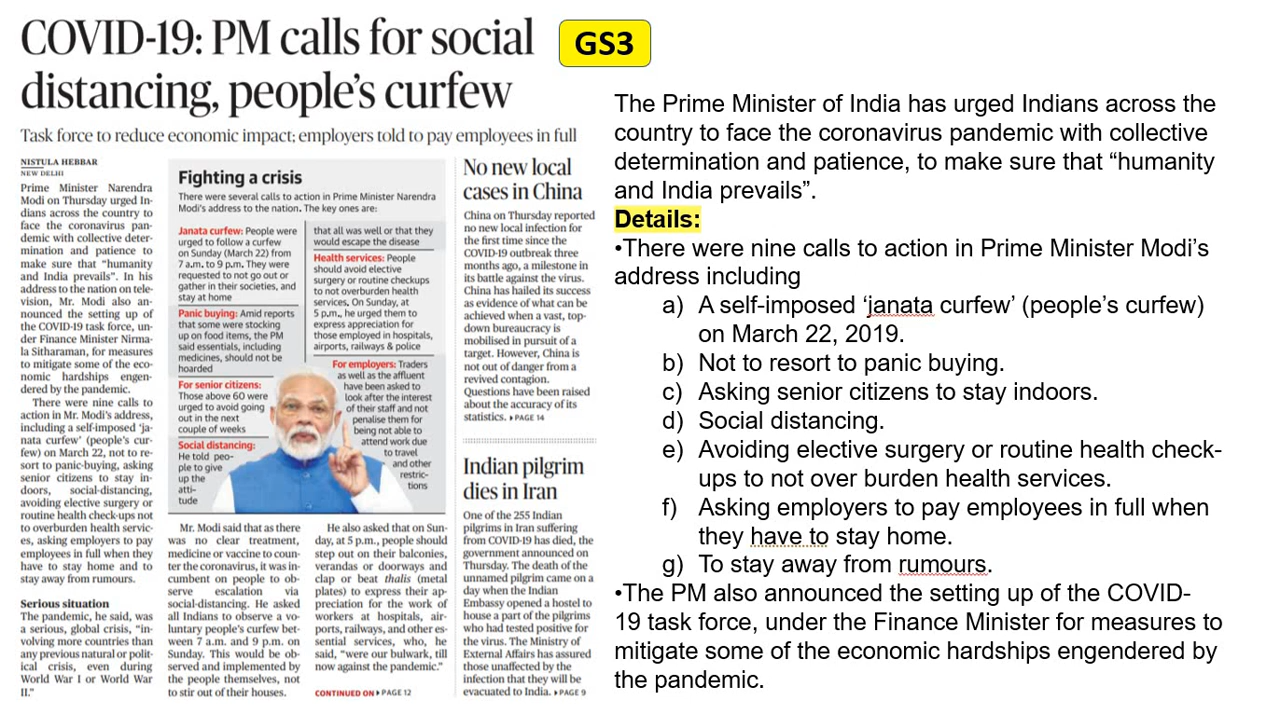 COVID-19: PM calls for social
distancing, people's curfew
GS3
Task force to reduce economic impact; employers told to pay employees in full
NISTULA HEBBAR
NEW DELHI
Prime Minister Narendra
Modi on Thursday urged In-
dians across the country to
face the coronavirus pan-
demic with collective deter-
mination and patience to
make sure that "humanity
and India prevails". In his
address to the nation on tele-
vision, Mr. Modi also an-
nounced the setting up of
the COVID-19 task force, un-
der Finance Minister Nirma-
la Sitharaman, for measures
to mitigate some of the eco-
nomic hardships engen-
dered by the pandemic.
There were nine calls to
action in Mr. Modi's address,
including a self-imposed 'ja-
nata curfew' (people's cur-
few) on March 22, not to re-
sort to panic-buying, asking
senior citizens to stay in-
doors, social-distancing,
avoiding elective surgery or
routine health check-ups not
to overburden health servic-
es, asking employers to pay
employees in full when they
have to stay home and to
stay away from rumours.
Serious situation
The pandemic, he said, was
a serious, global crisis, "in-
volving more countries than
any previous natural or polit-
ical crisis, even during
World War I or World War
II."
Fighting a crisis
There were several calls to action in Prime Minister Narendra
Modi's address to the nation. The key ones are:
Janata curfew: People were
urged to follow a curfew
on Sunday (March 22) from
7 a.m. to 9 p.m. They were
requested to not go out or
gather in their societies, and
stay at home
Panic buying: Amid reports
that some were stocking
up on food items, the PM
said essentials, including
medicines, should not be
hoarded
For senior citizens:
Those above 60 were
urged to avoid going
out in the next
couple of weeks
Social distancing:
He told peo-
ple to give
up the
atti-
tude
that all was well or that they
would escape the disease
Health services: People
should avoid elective
surgery or routine checkups
to not overburden health
services. On Sunday, at
5 p.m., he urged them to
express appreciation for
those employed in hospitals,
airports, railways & police
For employers: Traders
as well as the affluent
have been asked to
look after the interest
of their staff and not
penalise them for
being not able to
attend work due
to travel
and other
restric-
tions
Mr. Modi said that as there
was no clear treatment,
medicine or vaccine to coun-
ter the coronavirus, it was in-
cumbent on people to ob-
serve escalation via
social-distancing. He asked
all Indians to observe a vo-
luntary people's curfew bet-
ween 7 a.m. and 9 p.m. on
Sunday. This would be ob-
served and implemented by
the people themselves, not
to stir out of their houses.
He also asked that on Sun-
day, at 5 p.m., people should
step out on their balconies,
verandas or doorways and
clap or beat thalis (metal
plates) to express their ap-
preciation for the work of
workers at hospitals, air-
ports, railways, and other es-
sential services, who, he
said, "were our bulwark, till
now against the pandemic."
CONTINUED ON ▶ PAGE 12
No new local
cases in China
China on Thursday reported
no new local infection for
the first time since the
COVID-19 outbreak three
months ago, a milestone in
its battle against the virus.
China has hailed its success
as evidence of what can be
achieved when a vast, top-
down bureaucracy is
mobilised in pursuit of a
target. However, China is
not out of danger from a
revived contagion.
Questions have been raised
about the accuracy of its
statistics. ▶ PAGE 14
Indian pilgrim
dies in Iran
One of the 255 Indian
pilgrims in Iran suffering
from COVID-19 has died, the
government announced on
Thursday. The death of the
unnamed pilgrim came on a
day when the Indian
Embassy opened a hostel to
house a part of the pilgrims
who had tested positive for
the virus. The Ministry of
External Affairs has assured
those unaffected by the
infection that they will be
evacuated to India. ▶ PAGE 9
The Prime Minister of India has urged Indians across the
country to face the coronavirus pandemic with collective
determination and patience, to make sure that "humanity
and India prevails".
Details:
•There were nine calls to action in Prime Minister Modi's
address including
a) A self-imposed 'janata curfew' (people's curfew)
on March 22, 2019.
b) Not to resort to panic buying.
c) Asking senior citizens to stay indoors.
d) Social distancing.
e) Avoiding elective surgery or routine health check-
ups to not over burden health services.
f) Asking employers to pay employees in full when
they have to stay home.
g) To stay away from rumours.
•The PM also announced the setting up of the COVID-
19 task force, under the Finance Minister for measures to
mitigate some of the economic hardships engendered by
the pandemic.